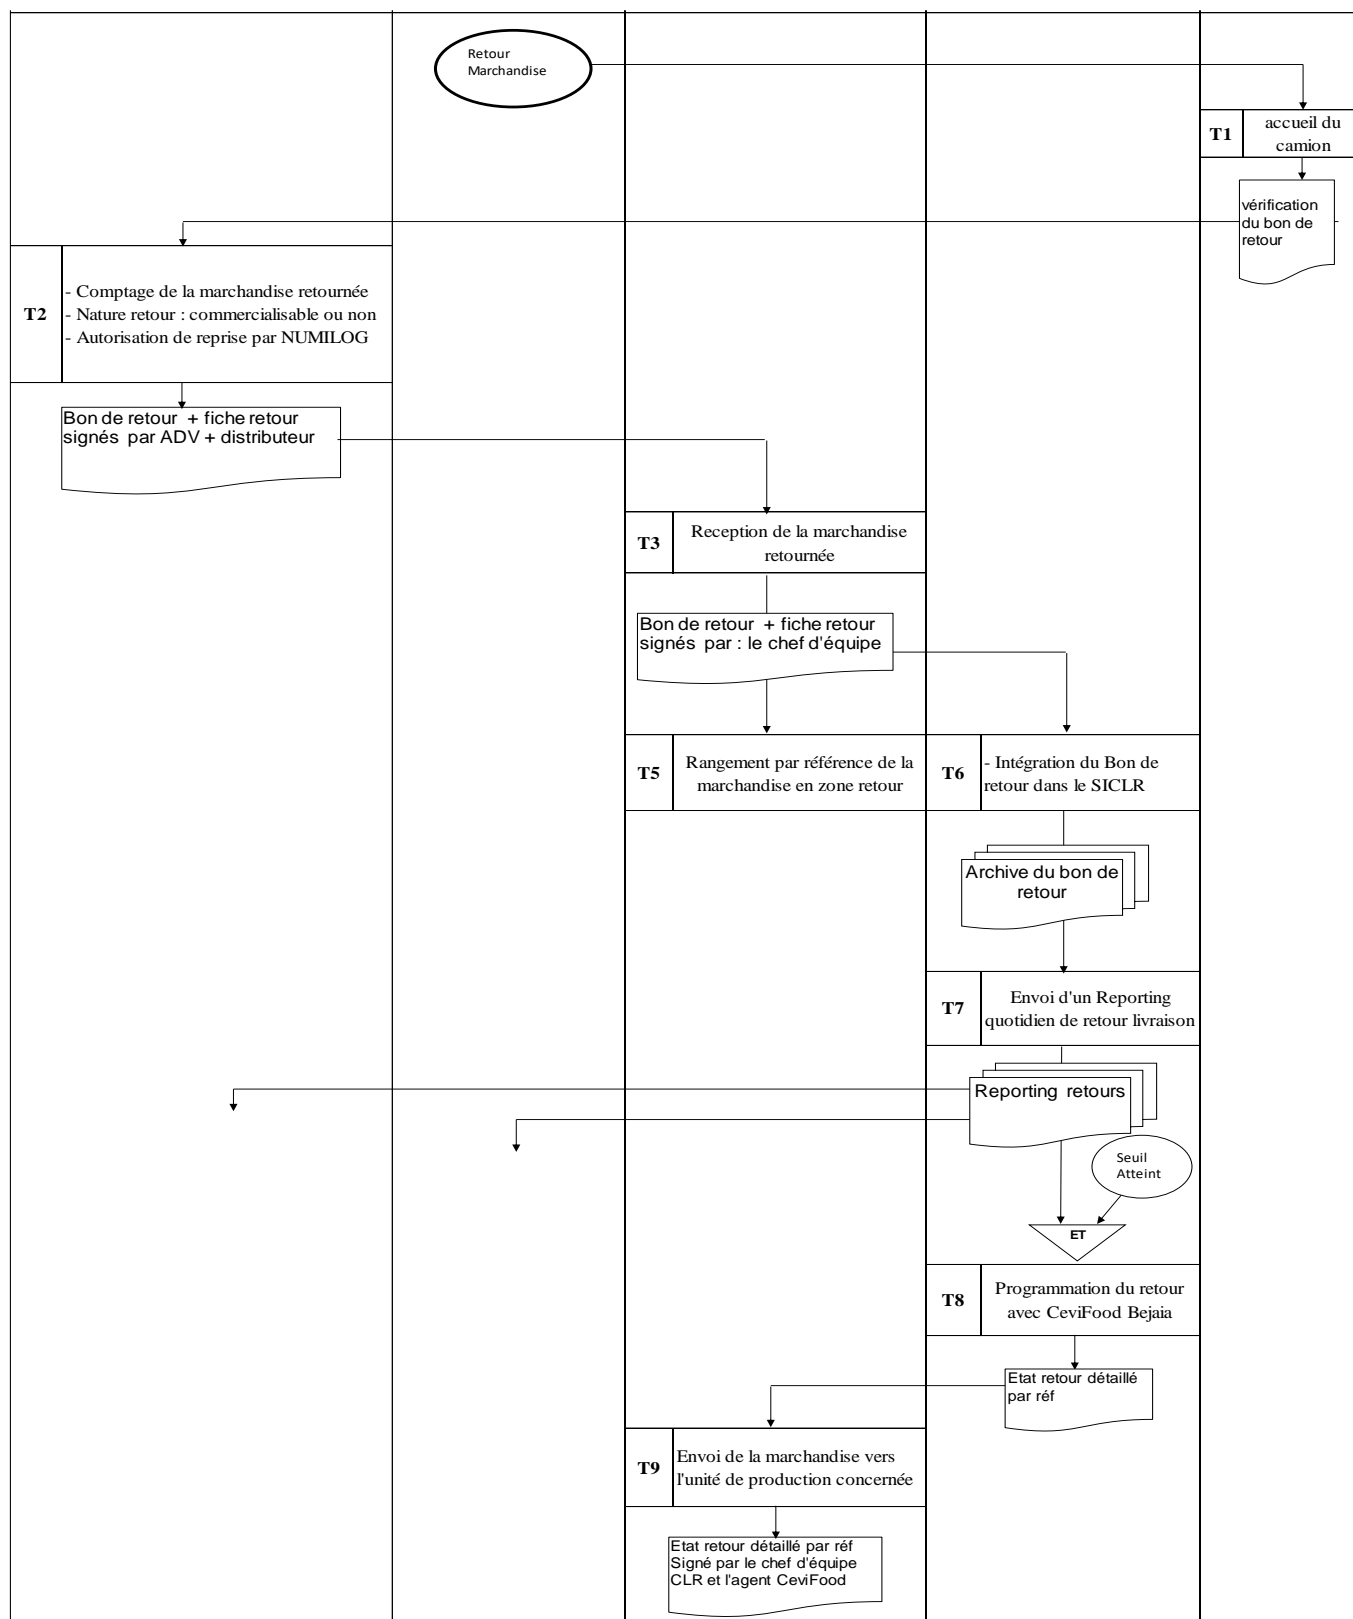 Retour
Marchandise
T1
accueil du
camion
vérification
du bon de
retour
T2
- Comptage de la marchandise retournée
- Nature retour : commercialisable ou non
- Autorisation de reprise par NUMILOG
Bon de retour + fiche retour
signés par ADV + distributeur
T3
Reception de la marchandise
retournée
Bon de retour + fiche retour
signés par : le chef d'équipe
T5
Rangement par référence de la
marchandise en zone retour
T6
- Intégration du Bon de
retour dans le SICLR
Archive du bon de
retour
T7
Envoi d'un Reporting
quotidien de retour livraison
Reporting retours
Seuil
Atteint
ET
T8
Programmation du retour
avec CeviFood Bejaia
Etat retour détaillé
par réf
T9
Envoi de la marchandise vers
l'unité de production concernée
Etat retour détaillé par réf
Signé par le chef d'équipe
CLR et l'agent CeviFood